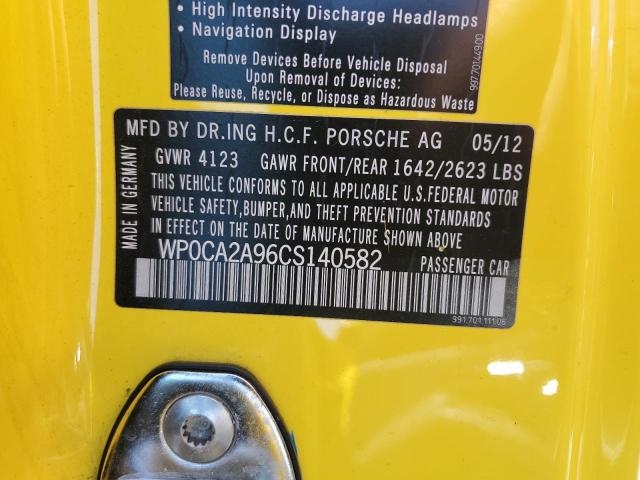 • High Intensity Discharge Headlamps
• Navigation Display
Remove Devices Before Vehicle Disposal
Upon Removal of Devices:
Please Reuse, Recycle, or Dispose as Hazardous Waste
99770144900
MFD BY DR.ING H.C.F. PORSCHE AG 05/12
GVWR 4123 GAWR FRONT/REAR 1642/2623 LBS
THIS VEHICLE CONFORMS TO ALL APPLICABLE U.S.FEDERAL MOTOR
VEHICLE SAFETY,BUMPER,AND THEFT PREVENTION STANDARDS
IN EFFECT ON THE DATE OF MANUFACTURE SHOWN ABOVE
WP0CA2A96CS140582 PASSENGER CAR
MADE IN GERMANY
991.701.111.06